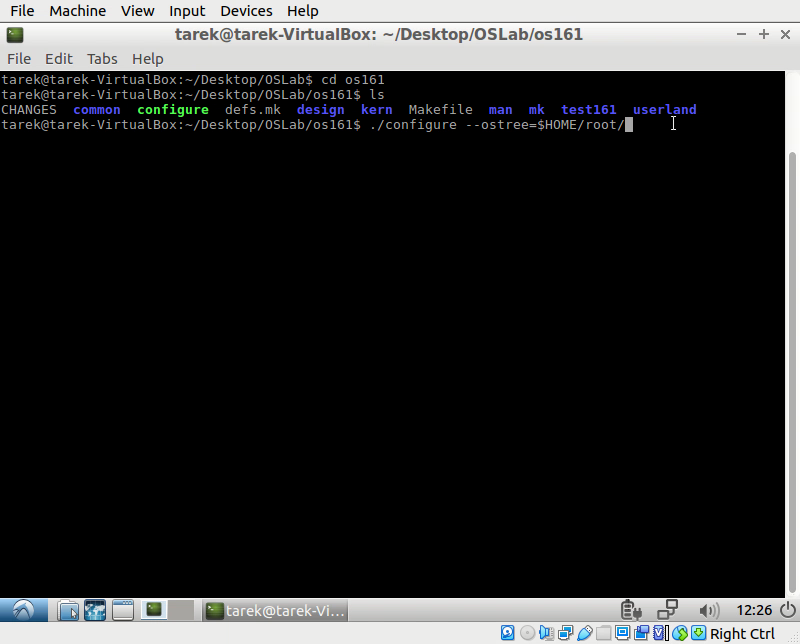 File Machine View Input Devices Help
tarek@tarek-VirtualBox: ~/Desktop/OSLab/os161
File Edit Tabs Help
tarek@tarek-VirtualBox:~/Desktop/OSLab$ cd os161
tarek@tarek-VirtualBox:~/Desktop/OSLab/os161$ ls
CHANGES common configure defs.mk design kern Makefile man mk test161 userland
tarek@tarek-VirtualBox:~/Desktop/OSLab/os161$ ./configure --ostree=$HOME/root/
tarek@tarek-Vi... 12:26
Right Ctrl